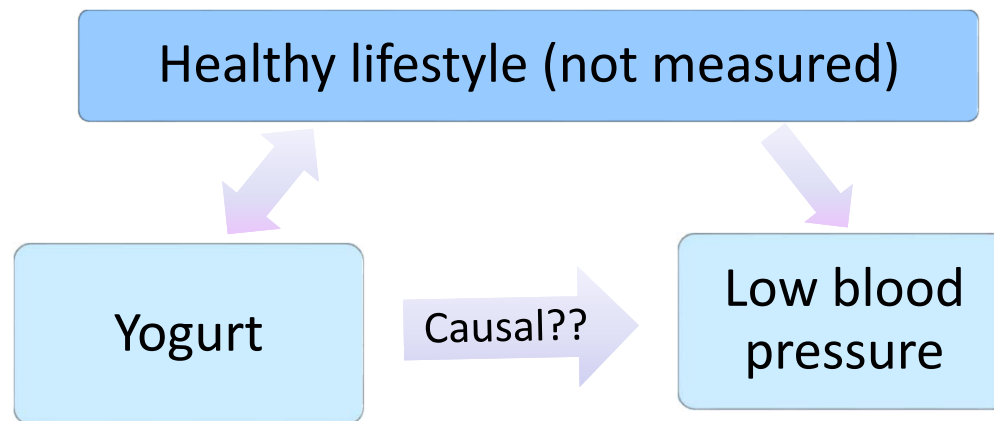 Healthy lifestyle (not measured)
Yogurt
Causal??
Low blood
pressure